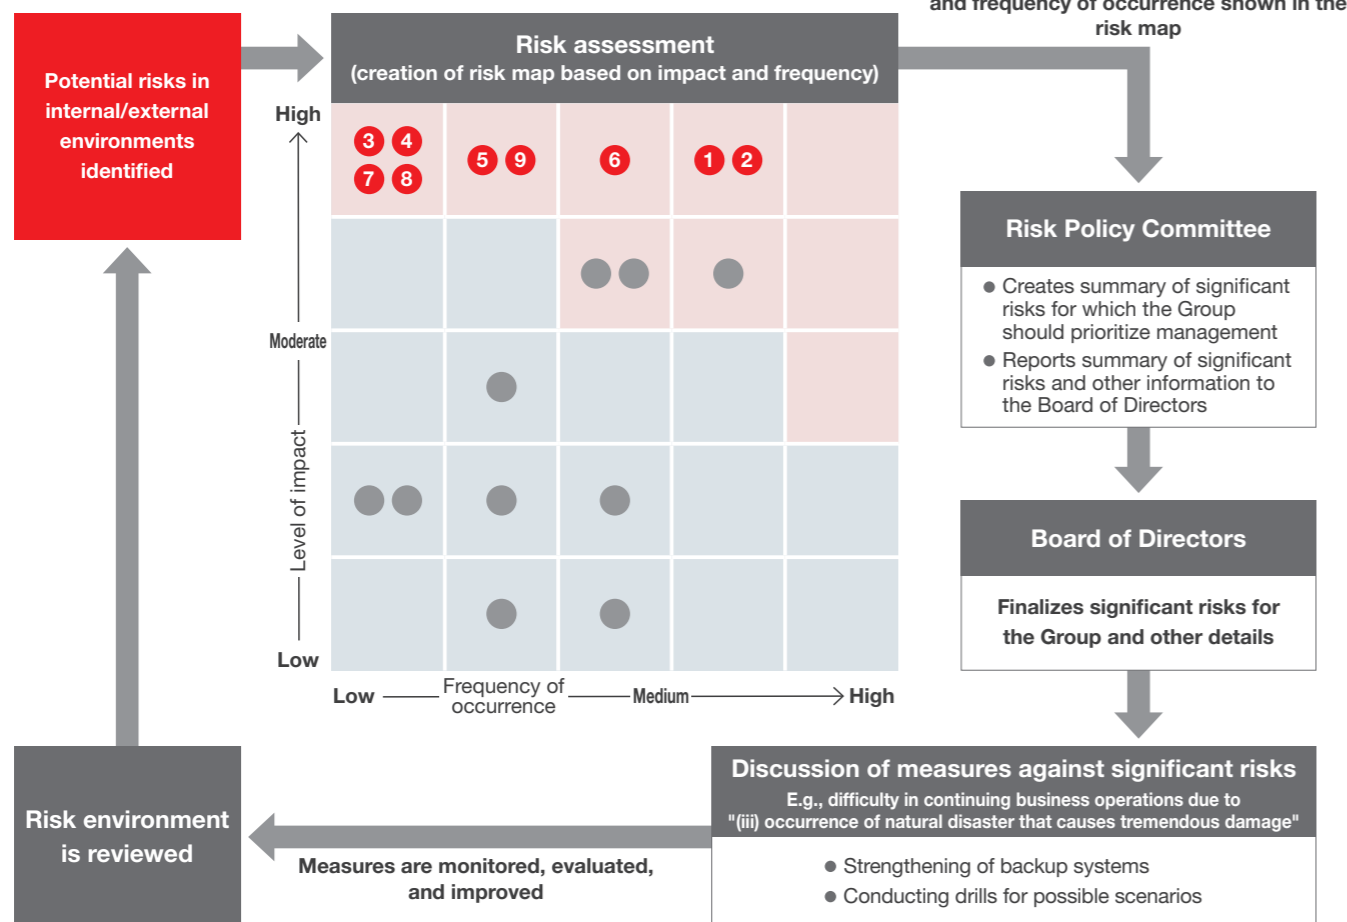 and frequency of occurrence shown in the
risk map
Potential risks in
internal/external
environments
identified
Risk assessment
(creation of risk map based on impact and frequency)
High
3 4
7 8
5 9
6
1 2
Moderate
Level of impact
Low
Low
Frequency of
occurrence
Medium
High
Risk Policy Committee
● Creates summary of significant
risks for which the Group
should prioritize management
● Reports summary of significant
risks and other information to
the Board of Directors
Board of Directors
Finalizes significant risks for
the Group and other details
Discussion of measures against significant risks
E.g., difficulty in continuing business operations due to
"(iii) occurrence of natural disaster that causes tremendous damage"
● Strengthening of backup systems
● Conducting drills for possible scenarios
Measures are monitored, evaluated,
and improved
Risk environment
is reviewed